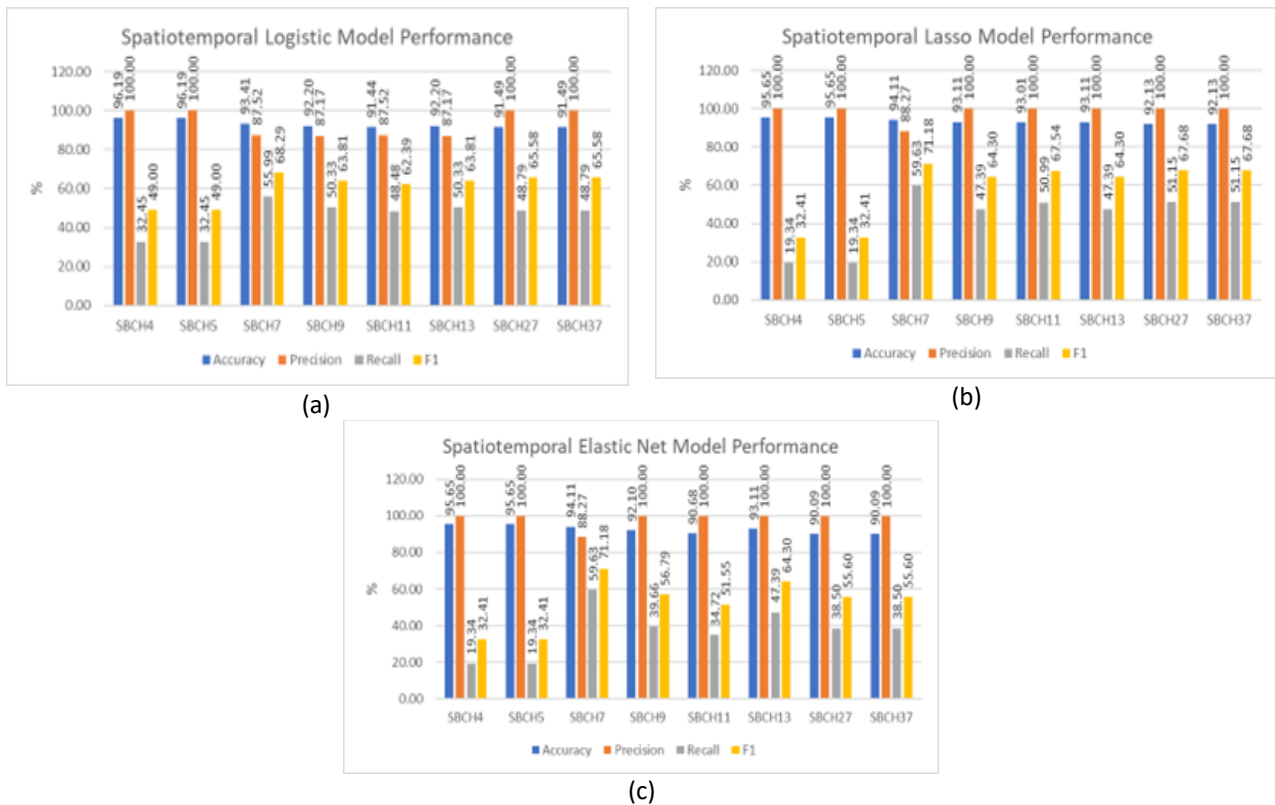 Spatiotemporal Logistic Model Performance
120.00
100.00
80.00
60.00
40.00
20.00
0.00
%
96.19 100.00 32.45 49.00
96.19 100.00 32.45 49.00
93.41 87.52 55.99 68.29
92.20 87.17 50.33 63.81
91.44 87.52 48.48 62.39
92.20 87.17 50.33 63.81
91.49 100.00 48.79 65.58
91.49 100.00 48.79 65.58
SBCH4 SBCH5 SBCH7 SBCH9 SBCH11 SBCH13 SBCH27 SBCH37
Accuracy Precision Recall F1
(a)
Spatiotemporal Lasso Model Performance
120.00
100.00
80.00
60.00
40.00
20.00
0.00
%
95.65 100.00 19.34 32.41
95.65 100.00 19.34 32.41
94.11 88.27 59.63 71.18
93.11 100.00 47.39 64.30
93.01 100.00 50.99 67.54
93.11 100.00 47.39 64.30
92.13 100.00 51.15 67.68
92.13 100.00 51.15 67.68
SBCH4 SBCH5 SBCH7 SBCH9 SBCH11 SBCH13 SBCH27 SBCH37
Accuracy Precision Recall F1
(b)
Spatiotemporal Elastic Net Model Performance
120.00
100.00
80.00
60.00
40.00
20.00
0.00
%
95.65 100.00 19.34 32.41
95.65 100.00 19.34 32.41
94.11 88.27 59.63 71.18
92.10 100.00 39.66 56.79
90.68 100.00 34.72 51.55
93.11 100.00 47.39 64.30
90.09 100.00 38.50 55.60
90.09 100.00 38.50 55.60
SBCH4 SBCH5 SBCH7 SBCH9 SBCH11 SBCH13 SBCH27 SBCH37
Accuracy Precision Recall F1
(c)